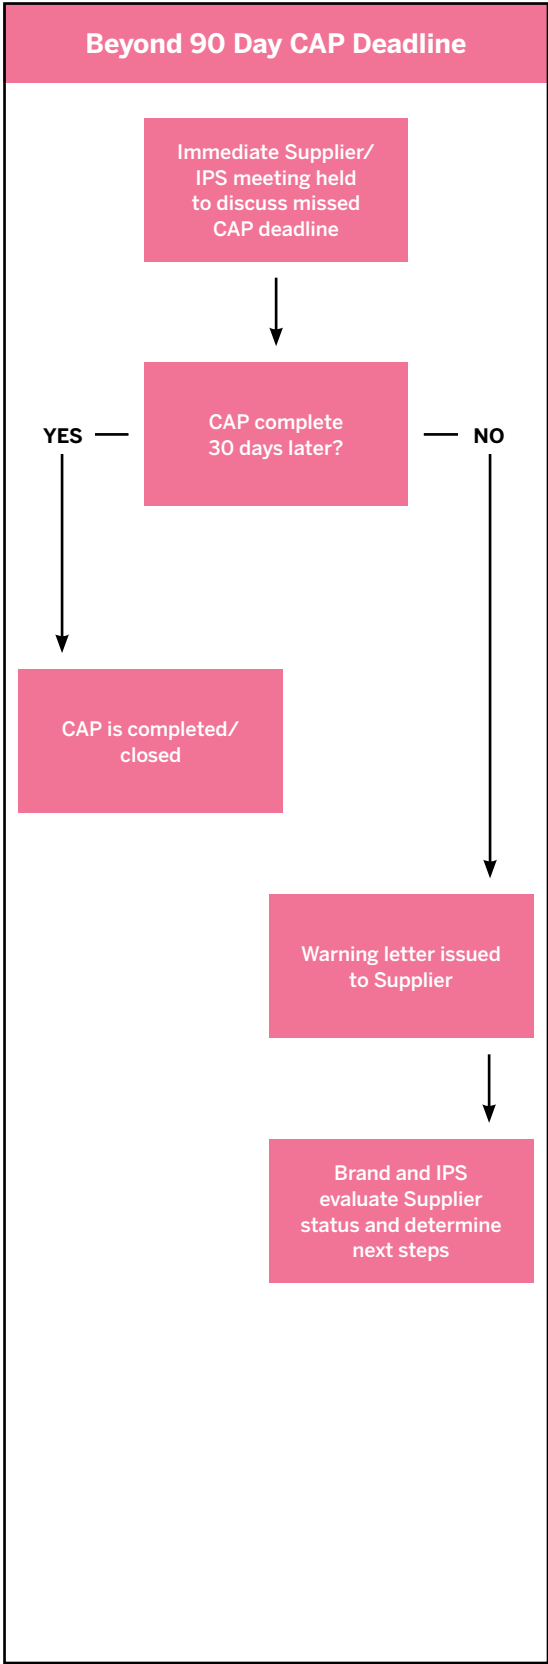 Beyond 90 Day CAP Deadline
Immediate Supplier/
IPS meeting held
to discuss missed
CAP deadline
CAP complete
30 days later?
YES
NO
CAP is completed/
closed
Warning letter issued
to Supplier
Brand and IPS
evaluate Supplier
status and determine
next steps